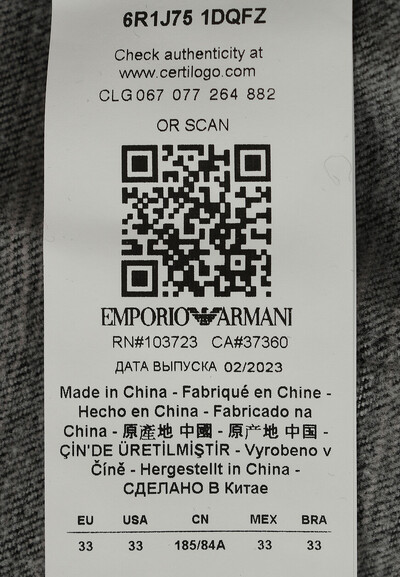 6R1J75 1DQFZ
Check authenticity at
www.certilogo.com
CLG 067 077 264 882
OR SCAN
EMPORIO ARMANI
RN#103723 CA#37360
ДАТА ВЫПУСКА 02/2023
Made in China - Fabriqué en Chine -
Hecho en China - Fabricado na
China - 原產地 中國 - 原产地 中国 -
ÇİN'DE ÜRETİLMİŞTİR - Vyrobeno v
Číně - Hergestellt in China -
СДЕЛАНО В Китае
EU USA CN MEX BRA
33 33 185/84A 33 33